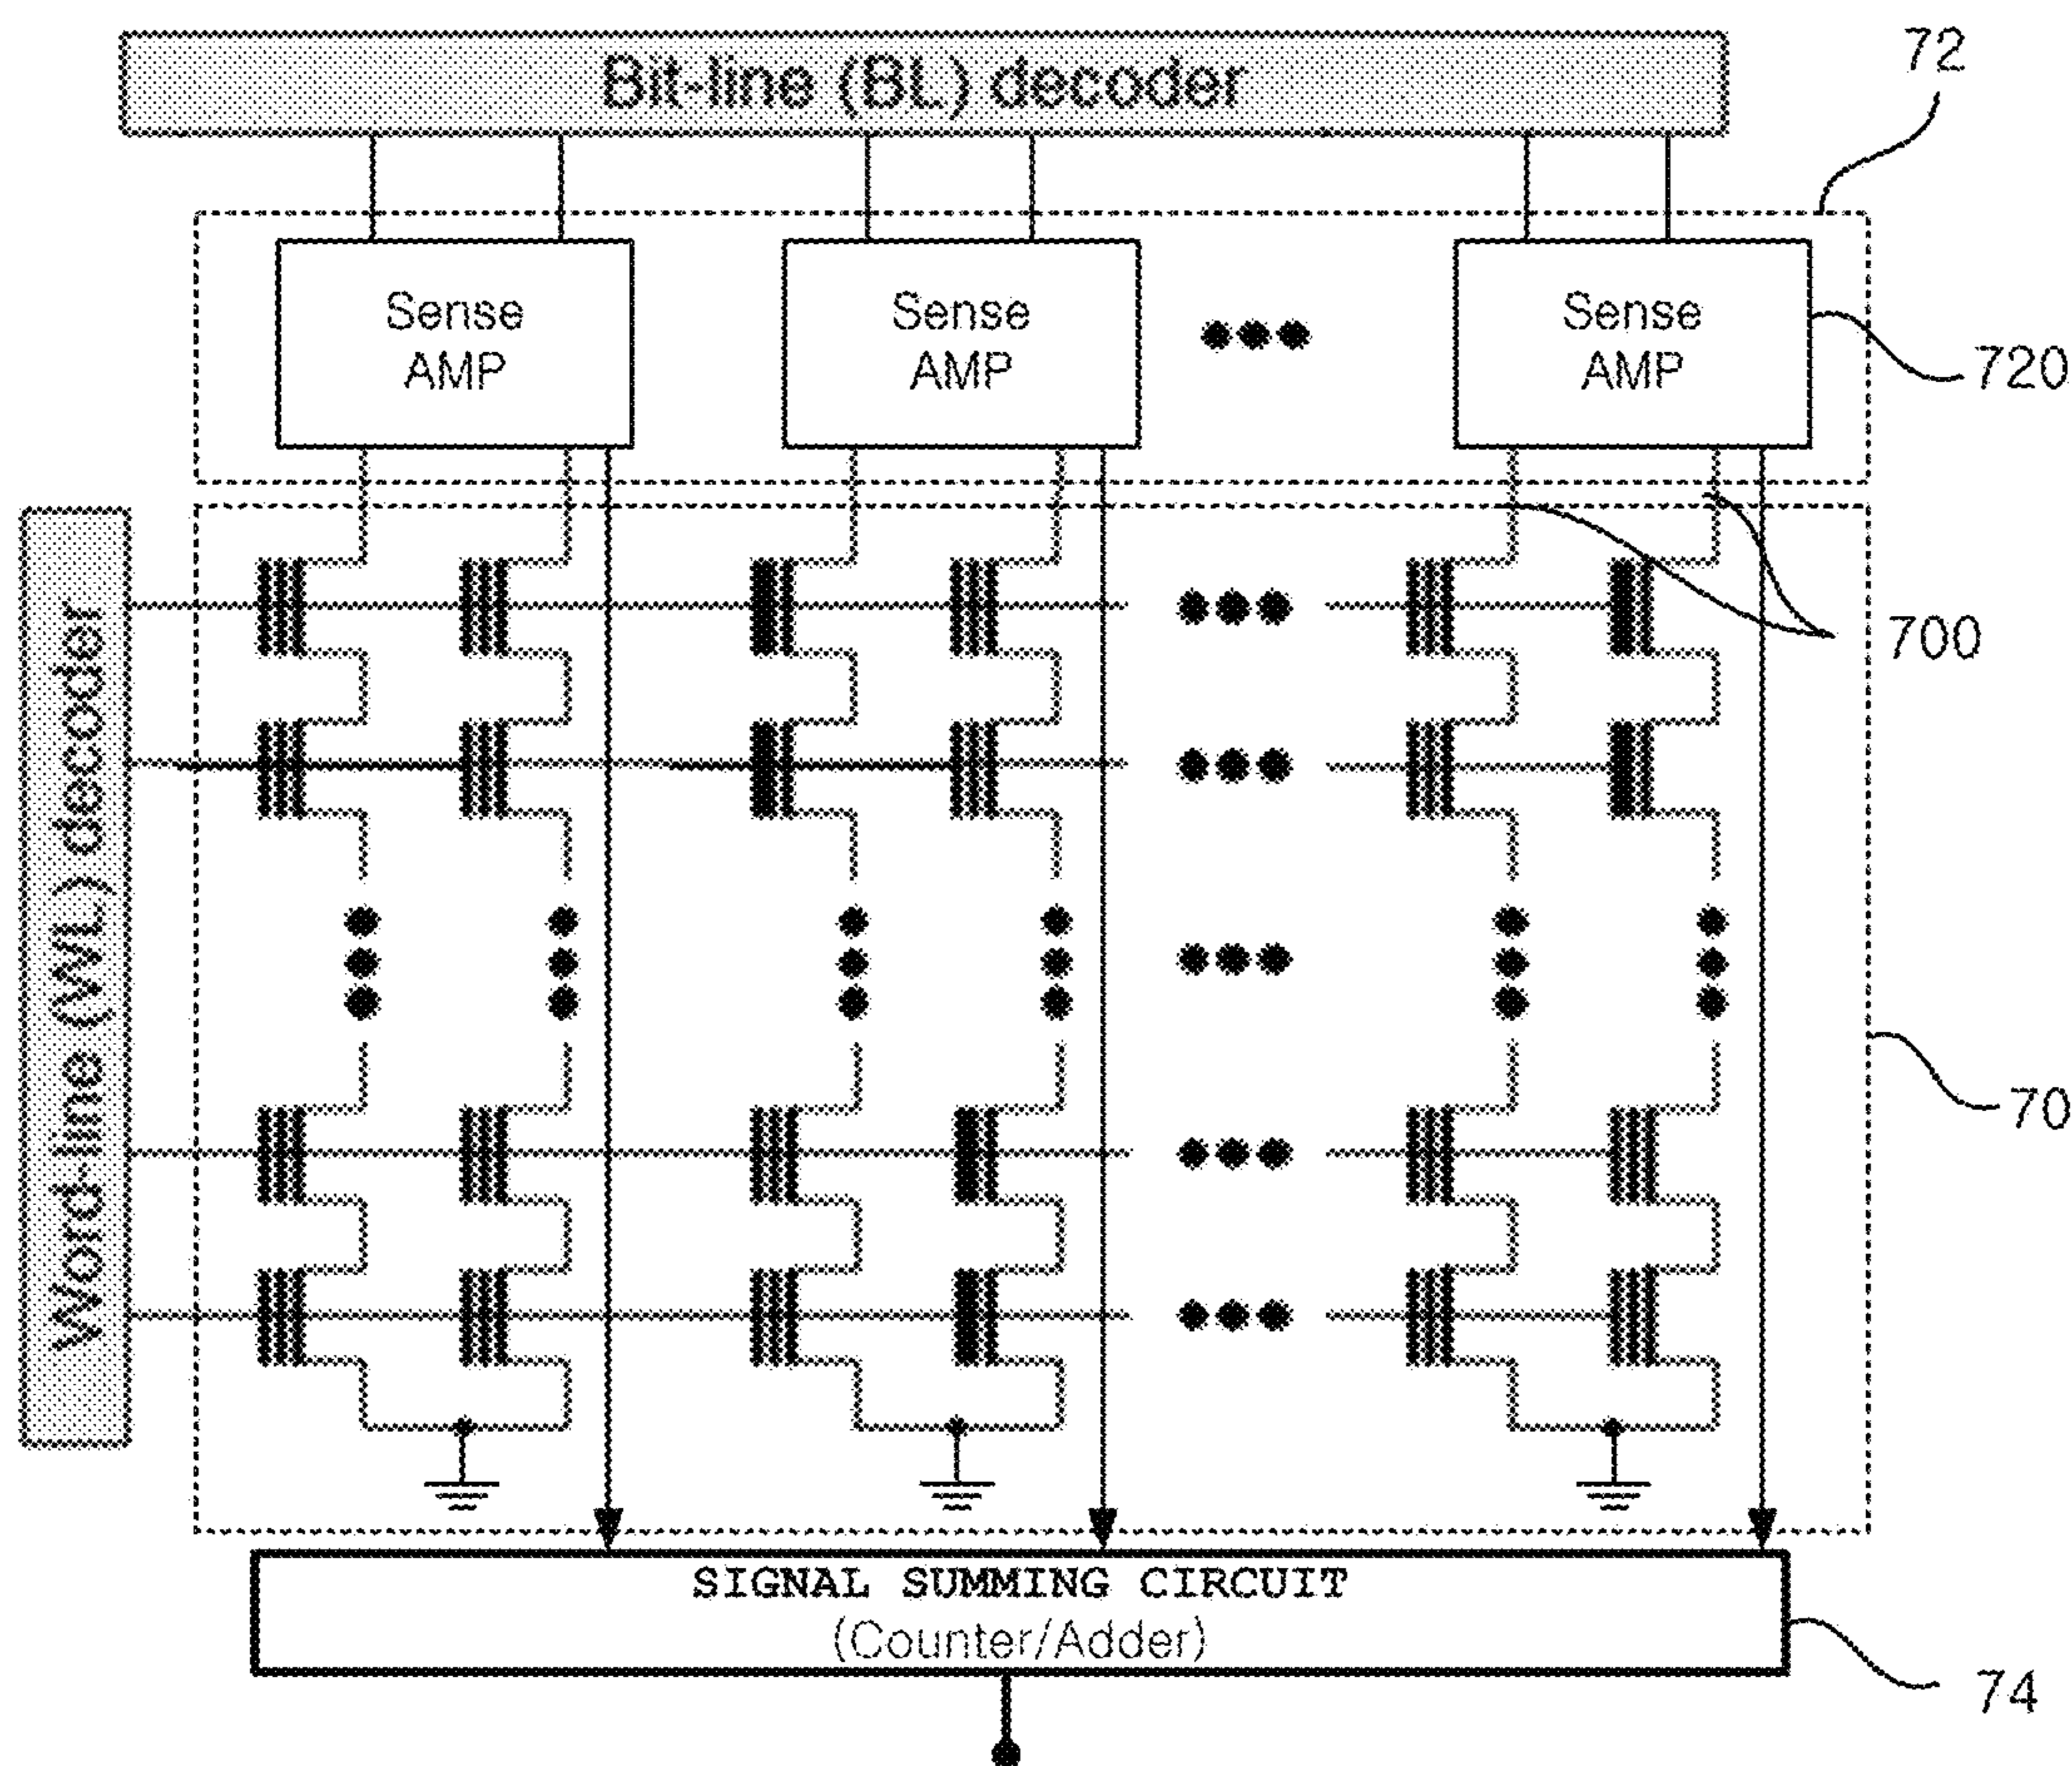 Bit-line (BL) decoder
72
Sense
AMP
Sense
AMP
Sense
AMP
720
Word-line (WL) decoder
700
70
SIGNAL SUMMING CIRCUIT
(Counter/Adder)
74